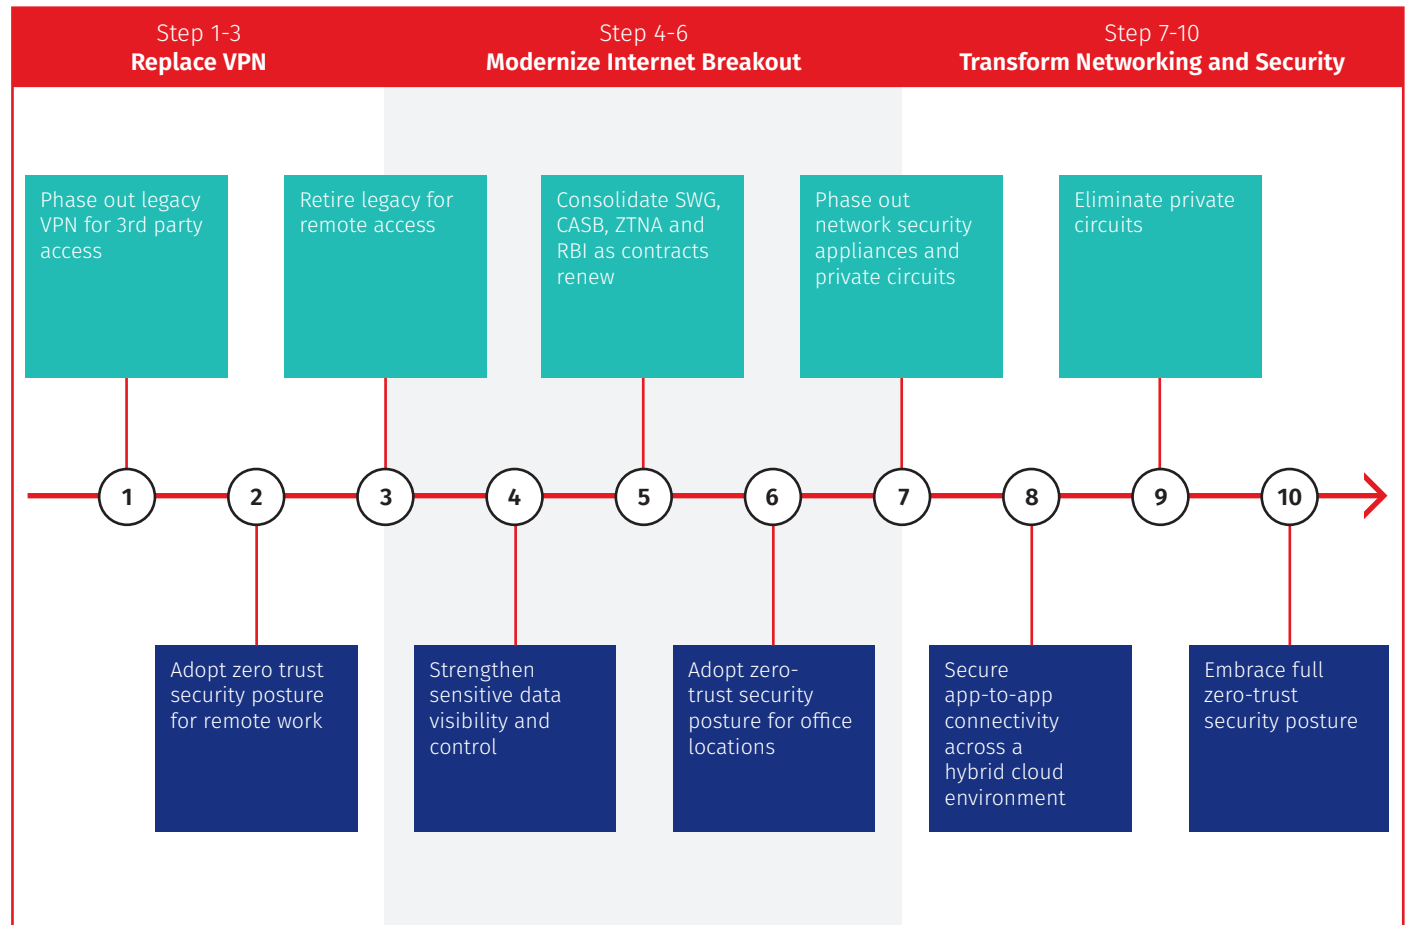 Step 1-3
Replace VPN
Step 4-6
Modernize Internet Breakout
Step 7-10
Transform Networking and Security
Phase out legacy
VPN for 3rd party
access
Retire legacy for
remote access
Consolidate SWG,
CASB, ZTNA and
RBI as contracts
renew
Phase out
network security
appliances and
private circuits
Eliminate private
circuits
1
2
3
4
5
6
7
8
9
10
Adopt zero trust
security posture
for remote work
Strengthen
sensitive data
visibility and
control
Adopt zero-
trust security
posture for office
locations
Secure
app-to-app
connectivity
across a
hybrid cloud
environment
Embrace full
zero-trust
security posture